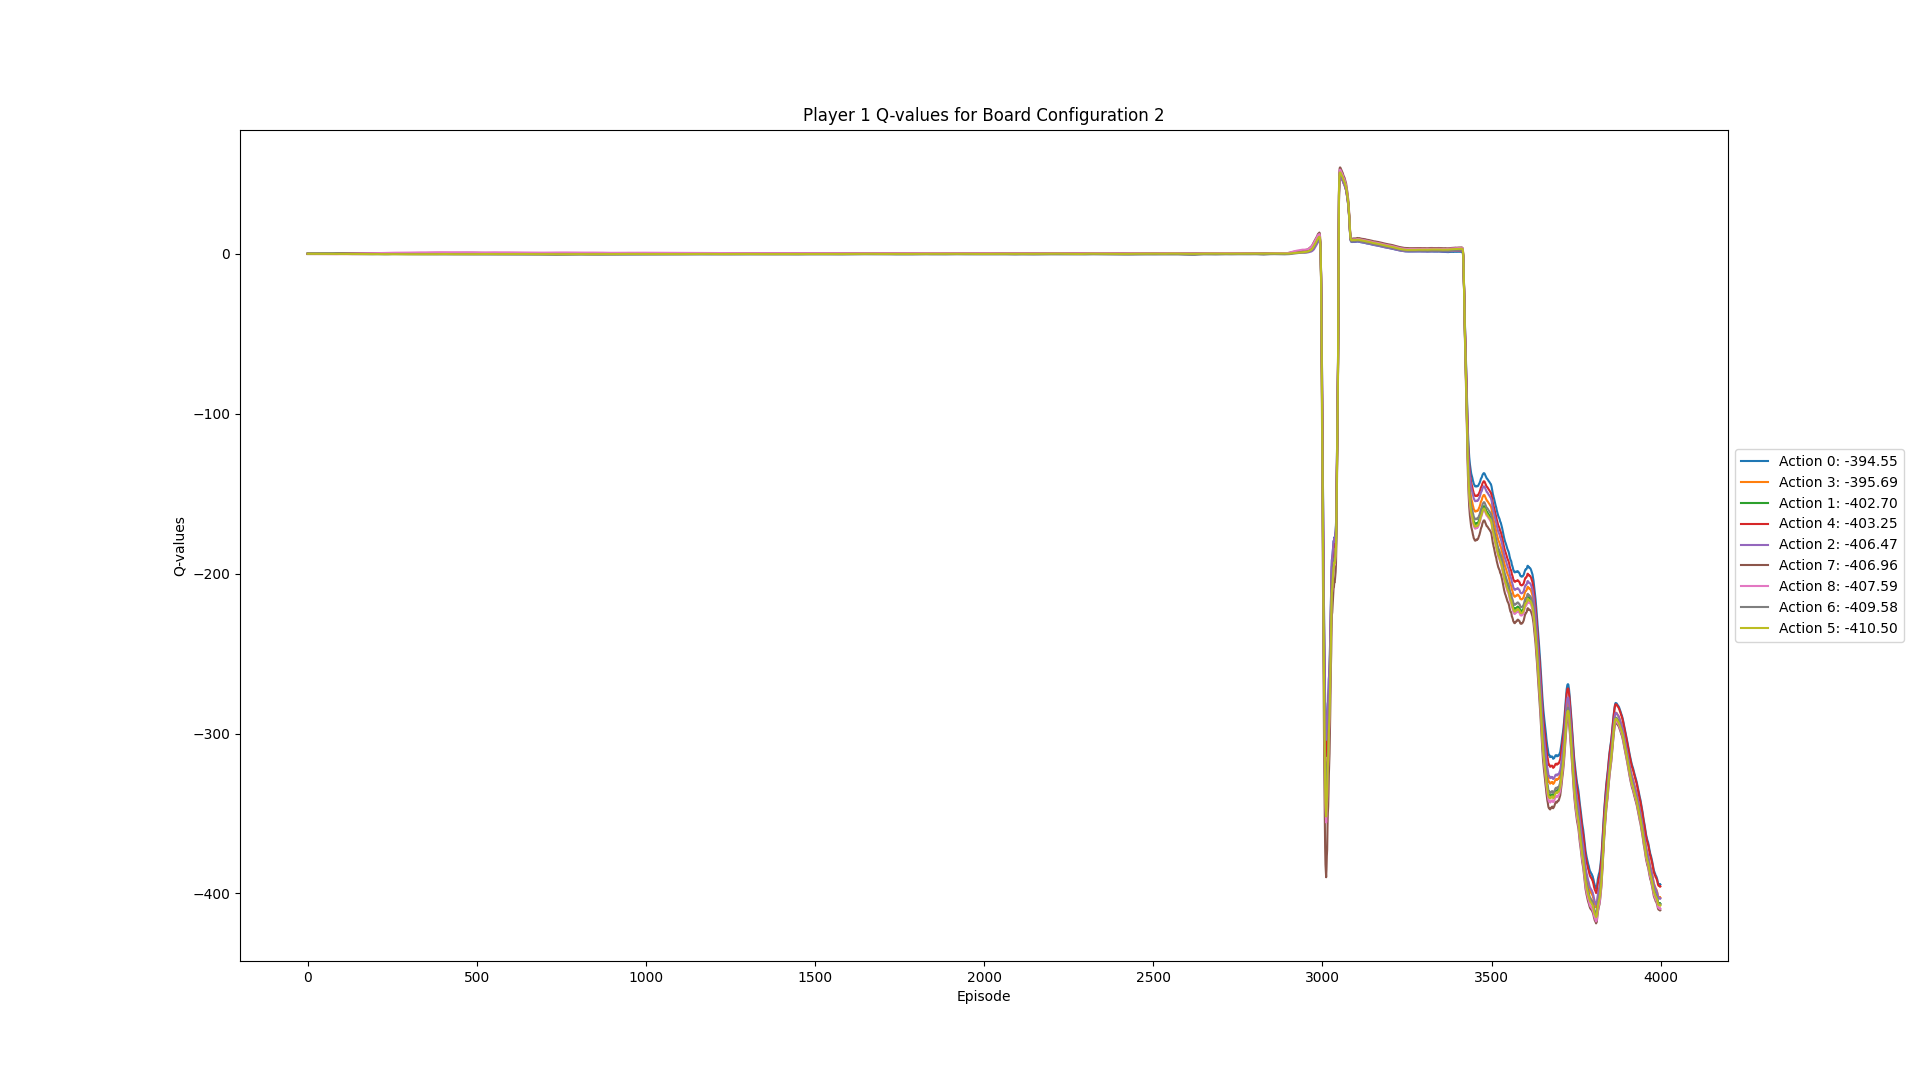 Player 1 Q-values for Board Configuration 2
Q-values
0
−100
−200
−300
−400
0 500 1000 1500 2000 2500 3000 3500 4000
Episode
Action 0: -394.55
Action 3: -395.69
Action 1: -402.70
Action 4: -403.25
Action 2: -406.47
Action 7: -406.96
Action 8: -407.59
Action 6: -409.58
Action 5: -410.50